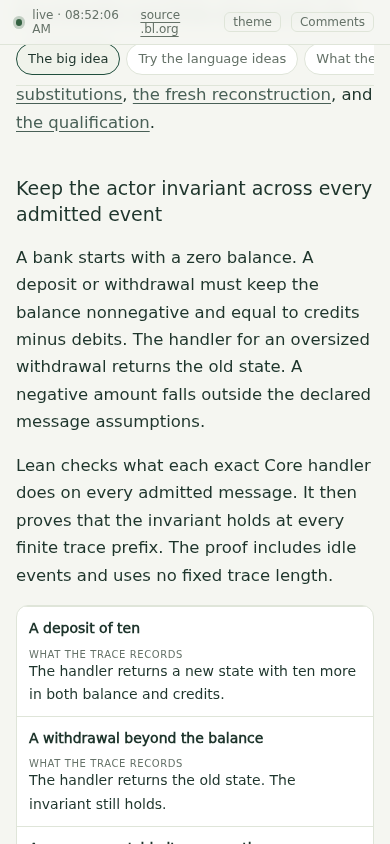 live · 08:52:06 AM
source.bl.org
theme
Comments
The big idea
Try the language ideas
What the
substitutions, the fresh reconstruction, and
the qualification.
Keep the actor invariant across every
admitted event
A bank starts with a zero balance. A
deposit or withdrawal must keep the
balance nonnegative and equal to credits
minus debits. The handler for an oversized
withdrawal returns the old state. A
negative amount falls outside the declared
message assumptions.
Lean checks what each exact Core handler
does on every admitted message. It then
proves that the invariant holds at every
finite trace prefix. The proof includes idle
events and uses no fixed trace length.
A deposit of ten
WHAT THE TRACE RECORDS
The handler returns a new state with ten more
in both balance and credits.
A withdrawal beyond the balance
WHAT THE TRACE RECORDS
The handler returns the old state. The
invariant still holds.